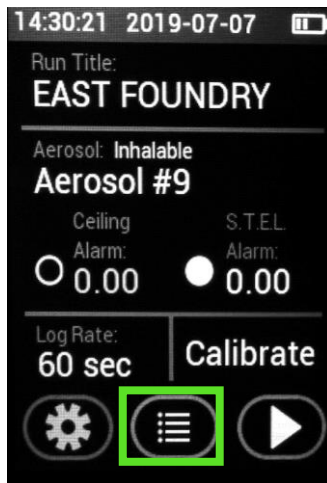 14:30:21 2019-07-07
Run Title:
EAST FOUNDRY
Aerosol: Inhalable
Aerosol #9
Ceiling S.T.E.L.
Alarm: Alarm:
0.00 0.00
Log Rate:
60 sec Calibrate